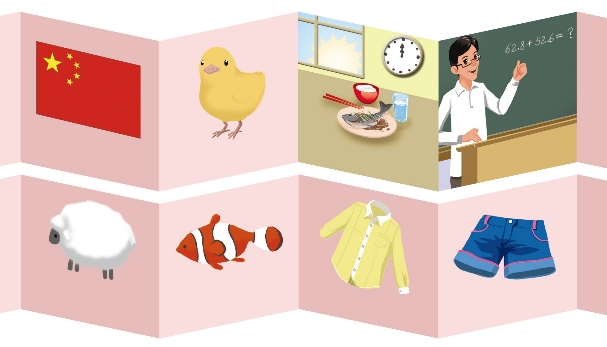 62.8 + 52.6 = ?